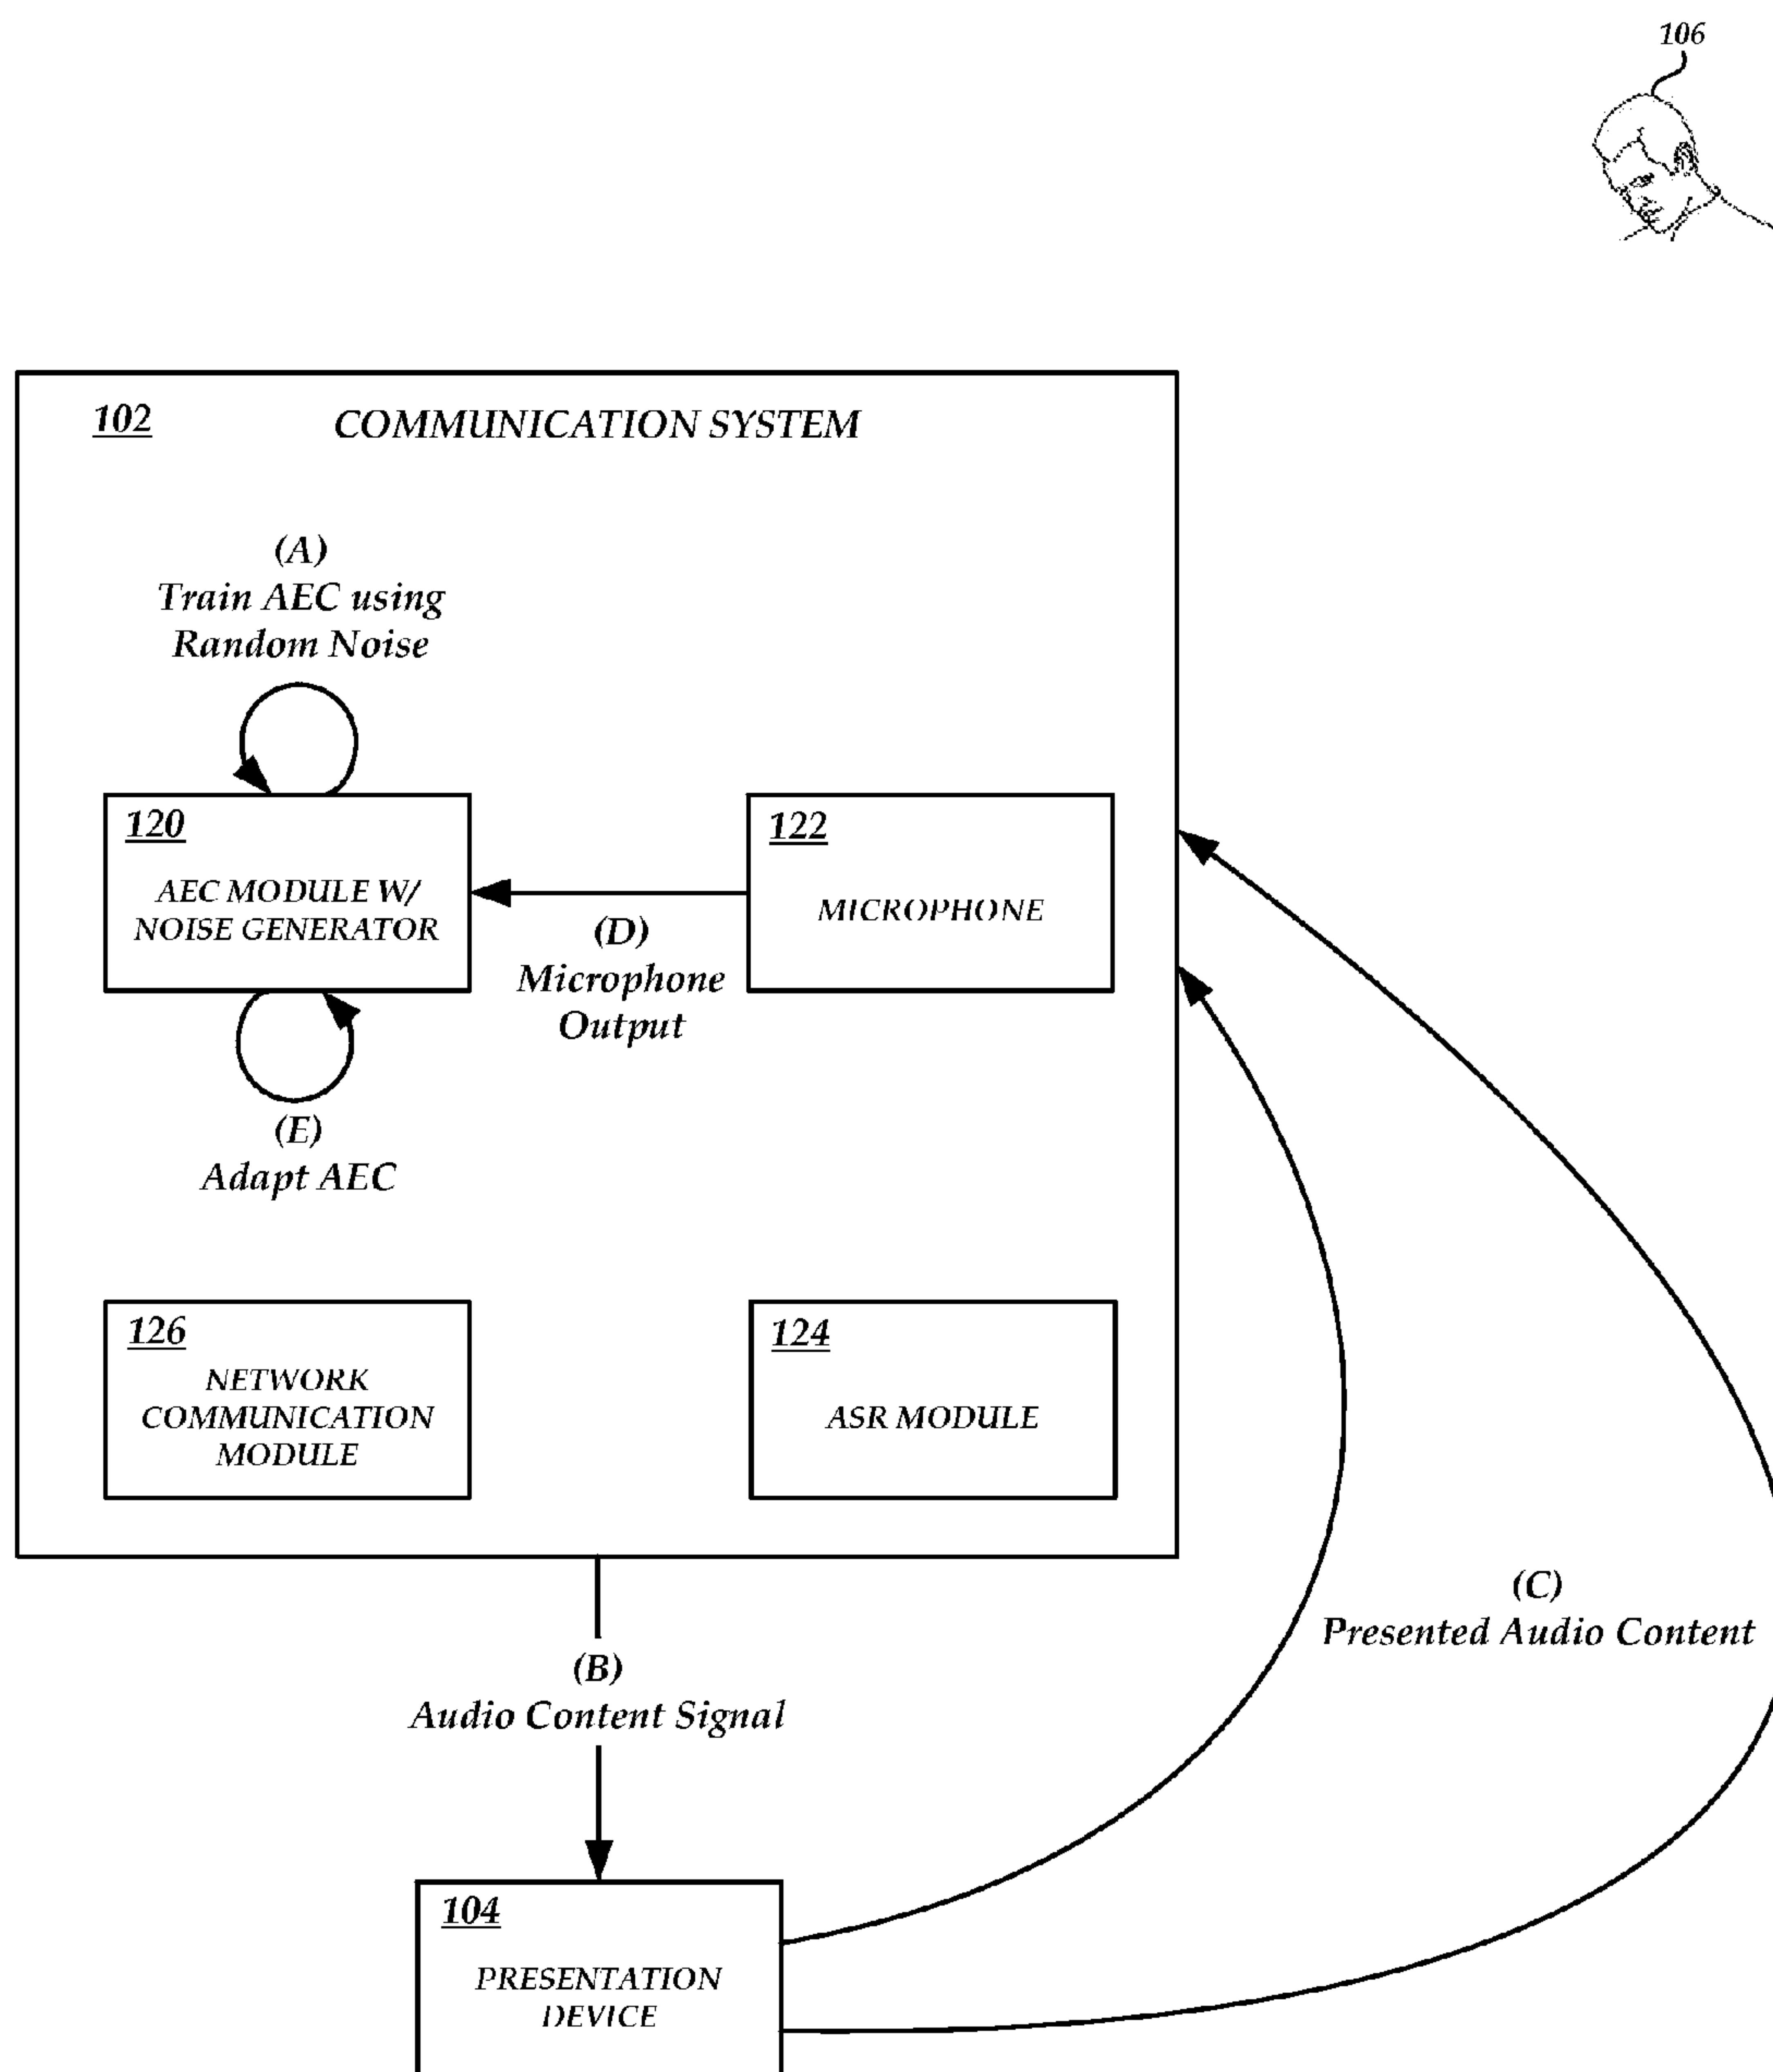 106
102
COMMUNICATION SYSTEM
(A)
Train AEC using
Random Noise
120
AEC MODULE W/
NOISE GENERATOR
122
MICROPHONE
(D)
Microphone
Output
(E)
Adapt AEC
126
NETWORK
COMMUNICATION
MODULE
124
ASR MODULE
(C)
Presented Audio Content
(B)
Audio Content Signal
104
PRESENTATION
DEVICE